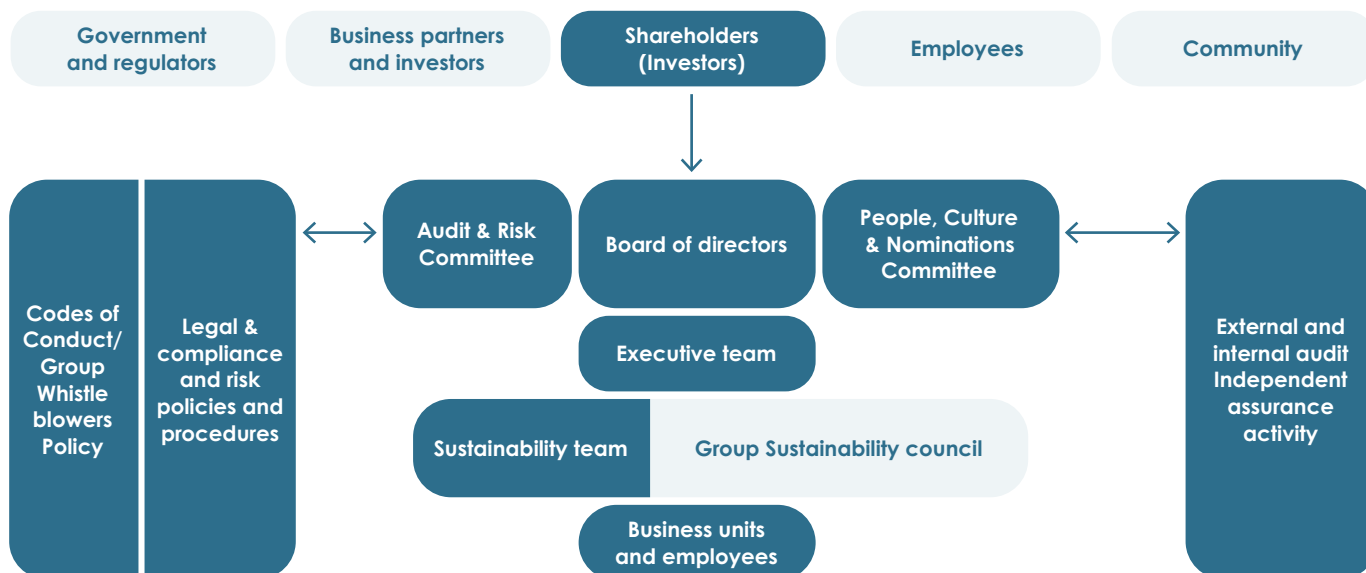 Government
and regulators
Business partners
and investors
Shareholders
(Investors)
Employees
Community
Codes of
Conduct/
Group
Whistle
blowers
Policy
Legal &
compliance
and risk
policies and
procedures
Audit & Risk
Committee
Board of directors
People, Culture
& Nominations
Committee
Executive team
Sustainability team
Group Sustainability council
Business units
and employees
External and
internal audit
Independent
assurance
activity